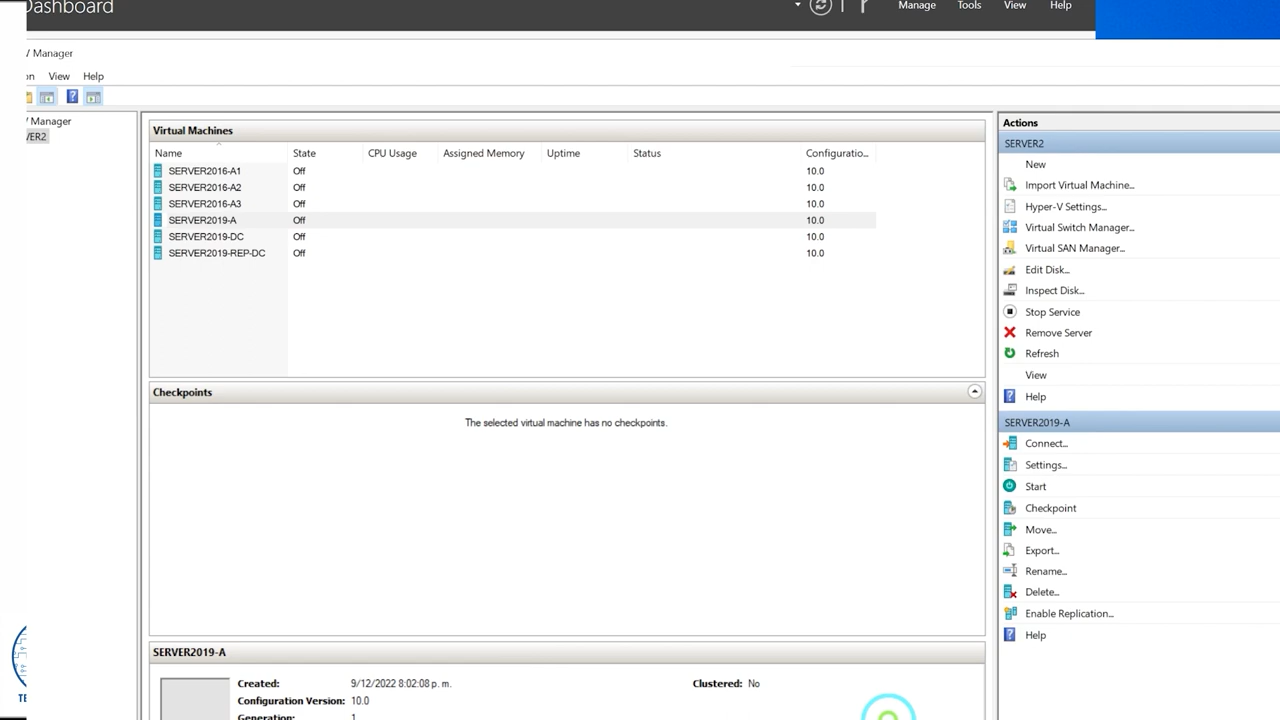 Dashboard
Manage Tools View Help
Manager
View Help
Manager
VER2
Virtual Machines
Name State CPU Usage Assigned Memory Uptime Status Configuratio...
SERVER2016-A1 Off 10.0
SERVER2016-A2 Off 10.0
SERVER2016-A3 Off 10.0
SERVER2019-A Off 10.0
SERVER2019-DC Off 10.0
SERVER2019-REP-DC Off 10.0
Checkpoints
The selected virtual machine has no checkpoints.
SERVER2019-A
Created: 9/12/2022 8:02:08 p. m. Clustered: No
Configuration Version: 10.0
Generation: 1
Actions
SERVER2
New
Import Virtual Machine...
Hyper-V Settings...
Virtual Switch Manager...
Virtual SAN Manager...
Edit Disk...
Inspect Disk...
Stop Service
Remove Server
Refresh
View
Help
SERVER2019-A
Connect...
Settings...
Start
Checkpoint
Move...
Export...
Rename...
Delete...
Enable Replication...
Help
TE